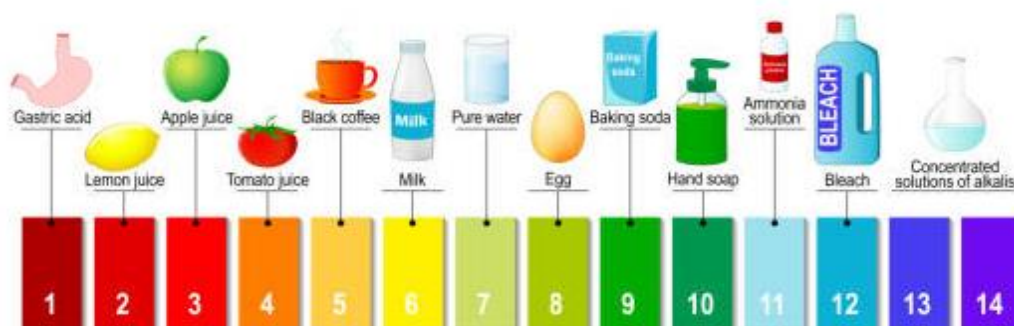 Gastric acid
Lemon juice
Apple juice
Tomato juice
Black coffee
Milk
Milk
Pure water
Egg
Baking
soda
Baking soda
Hand soap
Ammonia
solution
BLEACH
Bleach
Concentrated
solutions of alkalis
1 2 3 4 5 6 7 8 9 10 11 12 13 14